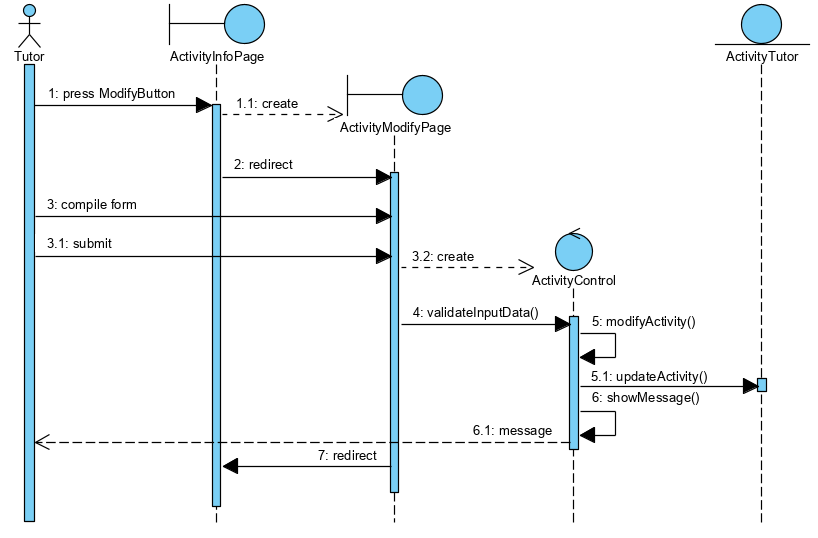 Tutor
ActivityInfoPage
ActivityTutor
1: press ModifyButton
1.1: create
ActivityModifyPage
2: redirect
3: compile form
3.1: submit
3.2: create
ActivityControl
4: validateInputData()
5: modifyActivity()
5.1: updateActivity()
6: showMessage()
6.1: message
7: redirect